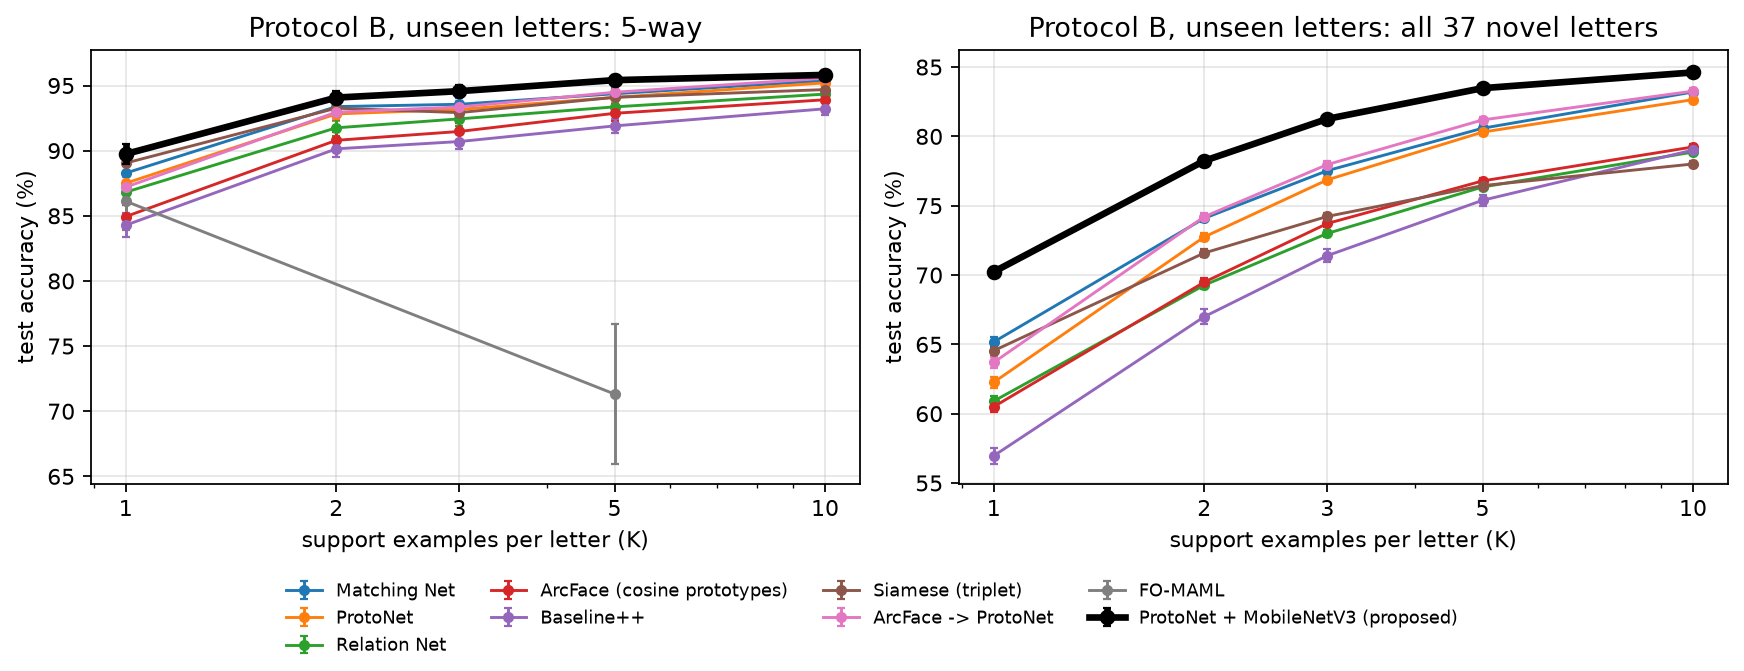 Protocol B, unseen letters: 5-way
95
90
85
80
75
70
65
test accuracy (%)
1 2 3 5 10
support examples per letter (K)
Protocol B, unseen letters: all 37 novel letters
85
80
75
70
65
60
55
test accuracy (%)
1 2 3 5 10
support examples per letter (K)
Matching Net
ProtoNet
Relation Net
ArcFace (cosine prototypes)
Baseline++
Siamese (triplet)
ArcFace -> ProtoNet
FO-MAML
ProtoNet + MobileNetV3 (proposed)